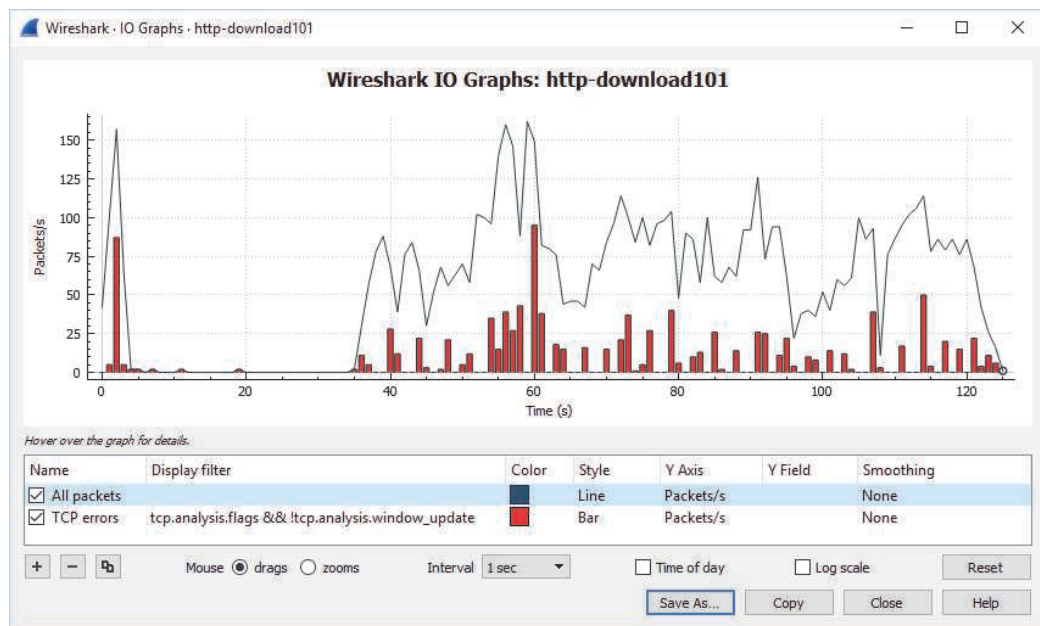 Wireshark · IO Graphs · http-download101
Wireshark IO Graphs: http-download101
150
125
100
75
50
25
0
Packets/s
0 20 40 60 80 100 120
Time (s)
Hover over the graph for details.
Name Display filter Color Style Y Axis Y Field Smoothing
All packets Line Packets/s None
TCP errors tcp.analysis.flags && !tcp.analysis.window_update Bar Packets/s None
+ − Mouse drags zooms Interval 1 sec Time of day Log scale Reset
Save As... Copy Close Help